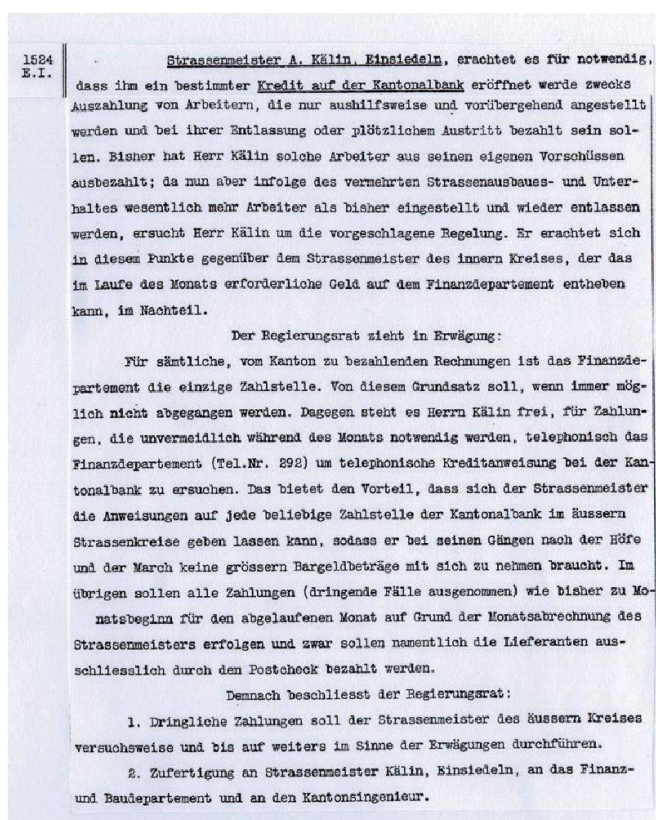 1524
E.I.
Strassenmeister A. Kälin, Einsiedeln, erachtet es für notwendig,
dass ihm ein bestimmter Kredit auf der Kantonalbank eröffnet werde zwecks
Auszahlung von Arbeitern, die nur aushilfsweise und vorübergehend angestellt
werden und bei ihrer Entlassung oder plötzlichem Austritt bezahlt sein sol-
len. Bisher hat Herr Kälin solche Arbeiter aus seinen eigenen Vorschüssen
ausbezahlt; da nun aber infolge des vermehrten Strassenausbaues- und Unter-
haltes wesentlich mehr Arbeiter als bisher eingestellt und wieder entlassen
werden, ersucht Herr Kälin um die vorgeschlagene Regelung. Er erachtet sich
in diesem Punkte gegenüber dem Strassenmeister des innern Kreises, der das
im Laufe des Monats erforderliche Geld auf dem Finanzdepartement entheben
kann, im Nachteil.
Der Regierungsrat zieht in Erwägung:
Für sämtliche, vom Kanton zu bezahlenden Rechnungen ist das Finanzde-
partement die einzige Zahlstelle. Von diesem Grundsatz soll, wenn immer mög-
lich nicht abgegangen werden. Dagegen steht es Herrn Kälin frei, für Zahlun-
gen, die unvermeidlich während des Monats notwendig werden, telephonisch das
Finanzdepartement (Tel.Nr. 292) um telephonische Kreditanweisung bei der Kan-
tonalbank zu ersuchen. Das bietet den Vorteil, dass sich der Strassenmeister
die Anweisungen auf jede beliebige Zahlstelle der Kantonalbank im äussern
Strassenkreise geben lassen kann, sodass er bei seinen Gängen nach der Höfe
und der March keine grössern Bargeldbeträge mit sich zu nehmen braucht. Im
übrigen sollen alle Zahlungen (dringende Fälle ausgenommen) wie bisher zu Mo-
natsbeginn für den abgelaufenen Monat auf Grund der Monatsabrechnung des
Strassenmeisters erfolgen und zwar sollen namentlich die Lieferanten aus-
schliesslich durch den Postcheck bezahlt werden.
Demnach beschliesst der Regierungsrat:
1. Dringliche Zahlungen soll der Strassenmeister des äussern Kreises
versuchsweise und bis auf weiters im Sinne der Erwägungen durchführen.
2. Zufertigung an Strassenmeister Kälin, Einsiedeln, an das Finanz-
und Baudepartement und an den Kantonsingenieur.